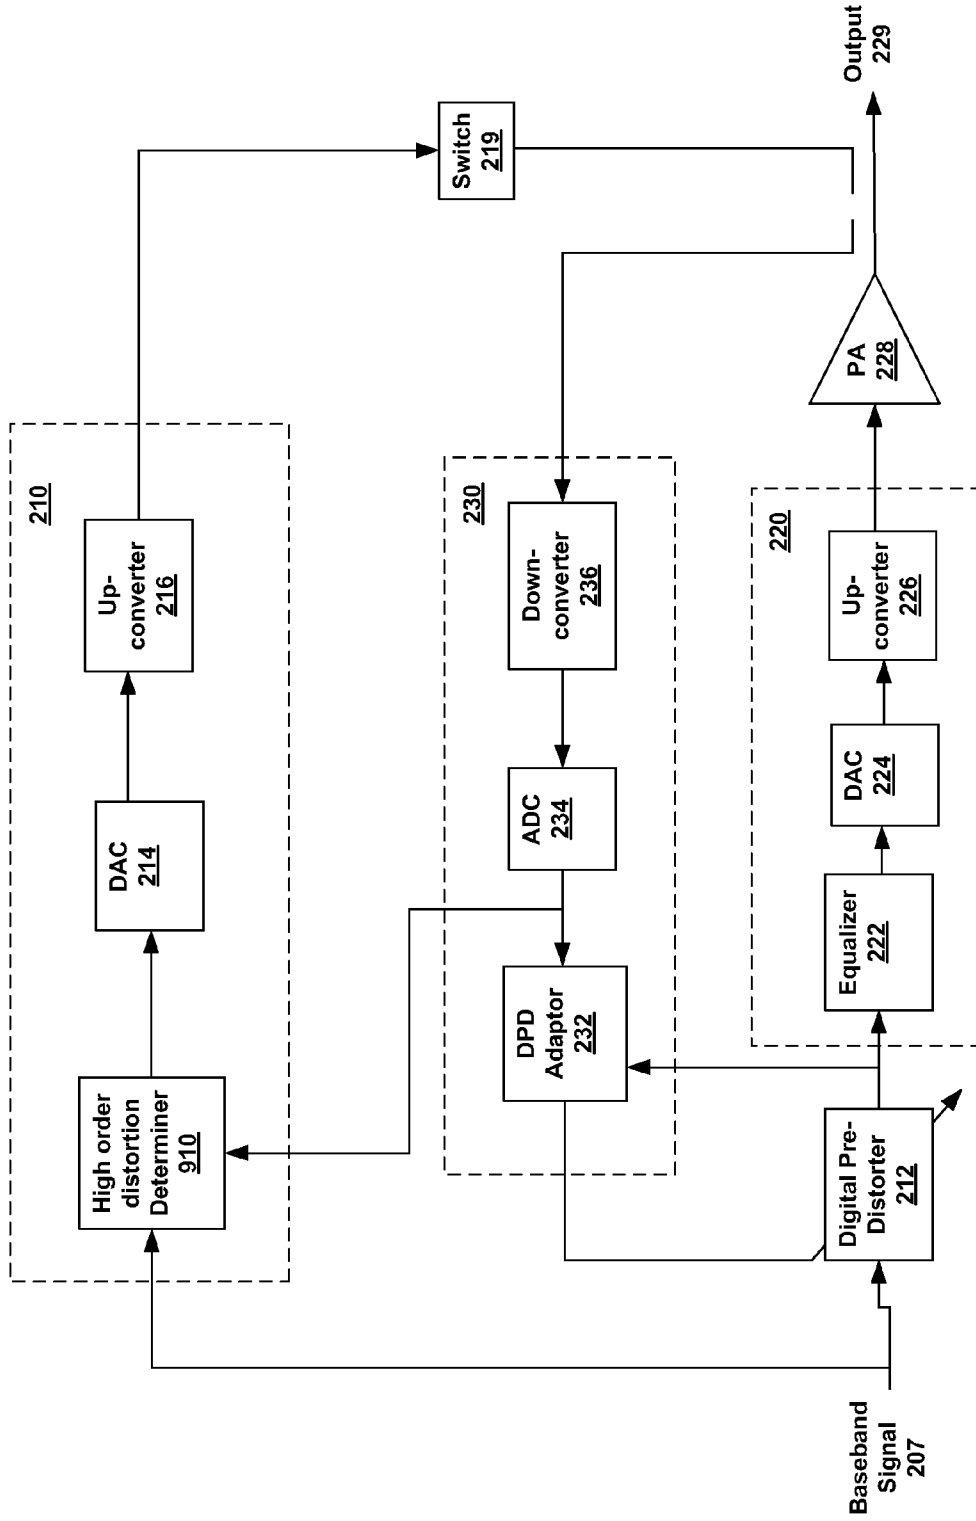 210
High order
distortion
Determiner
910
DAC
214
Up-
converter
216
Switch
219
230
DPD
Adaptor
232
ADC
234
Down-
converter
236
220
Baseband
Signal
207
Digital Pre-
Distorter
212
Equalizer
222
DAC
224
Up-
converter
226
PA
228
Output
229